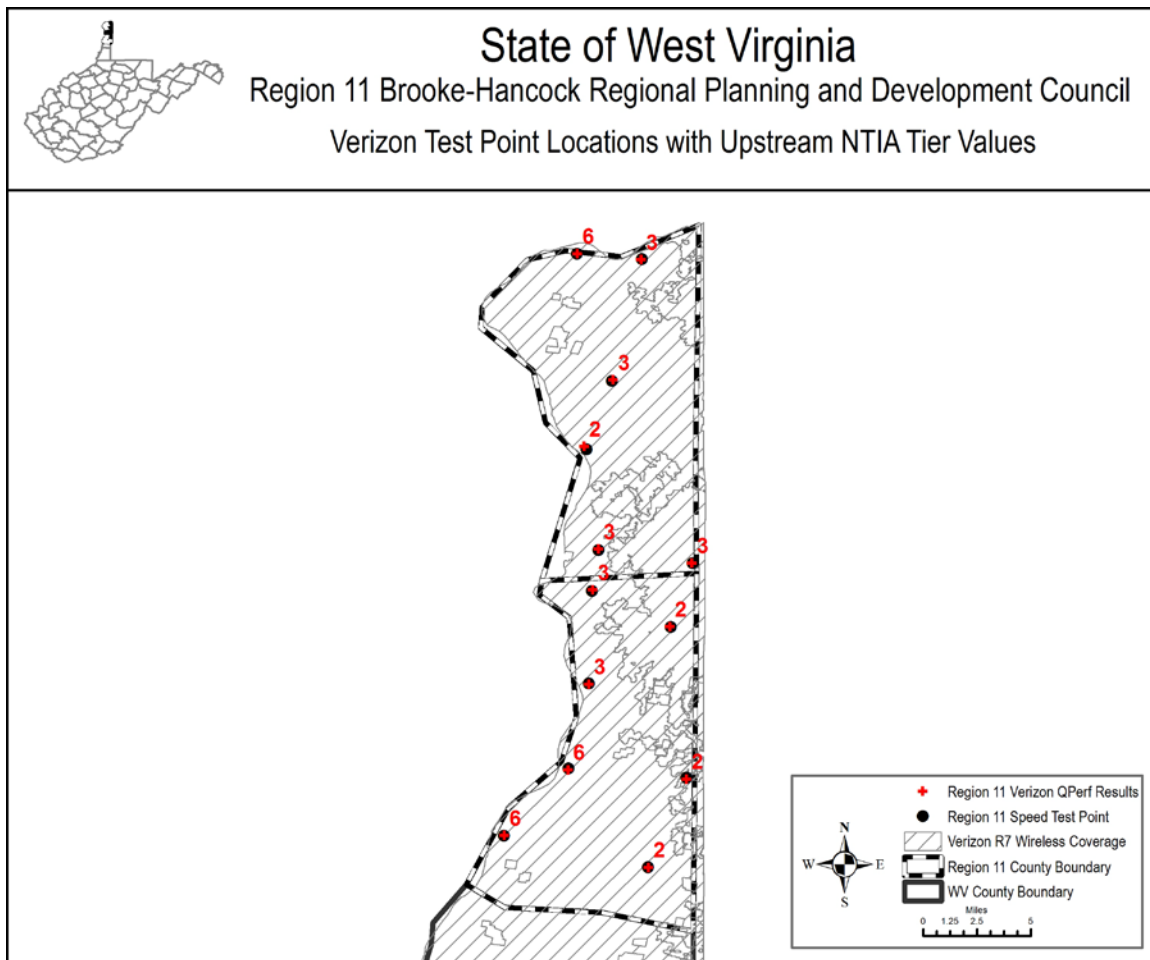 State of West Virginia
Region 11 Brooke-Hancock Regional Planning and Development Council
Verizon Test Point Locations with Upstream NTIA Tier Values
6
3
3
2
3
3
3
2
3
6
2
6
2
Region 11 Verizon QPerf Results
Region 11 Speed Test Point
Verizon R7 Wireless Coverage
Region 11 County Boundary
WV County Boundary
N
W E
S
Miles
0 1.25 2.5 5